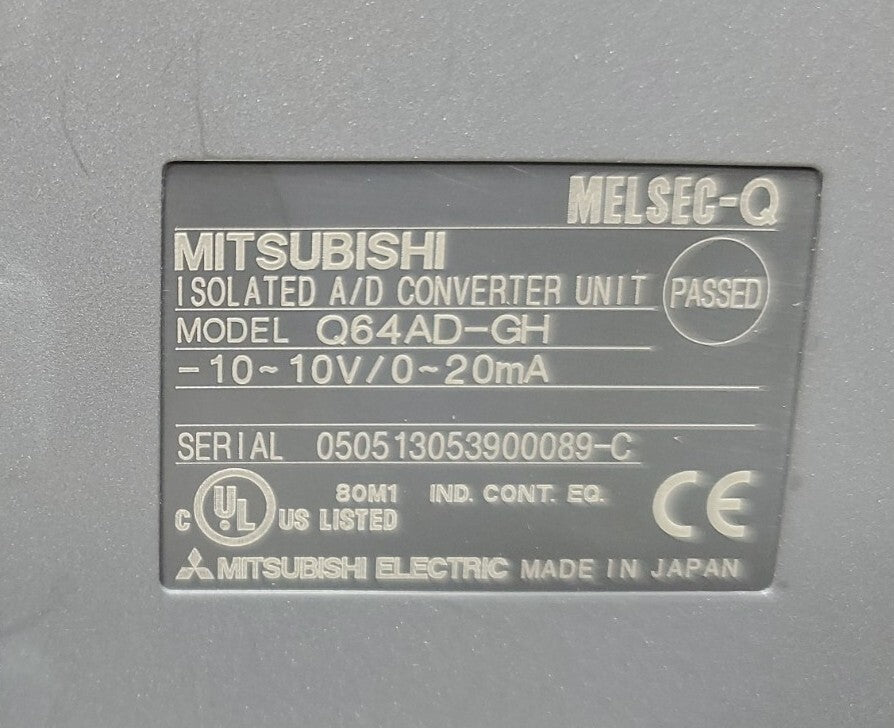 MELSEC-Q
MITSUBISHI
ISOLATED A/D CONVERTER UNIT
PASSED
MODEL Q64AD-GH
-10~10V/0~20mA
SERIAL 050513053900089-C
80M1 IND. CONT. EQ.
C UL US LISTED
CE
MITSUBISHI ELECTRIC MADE IN JAPAN